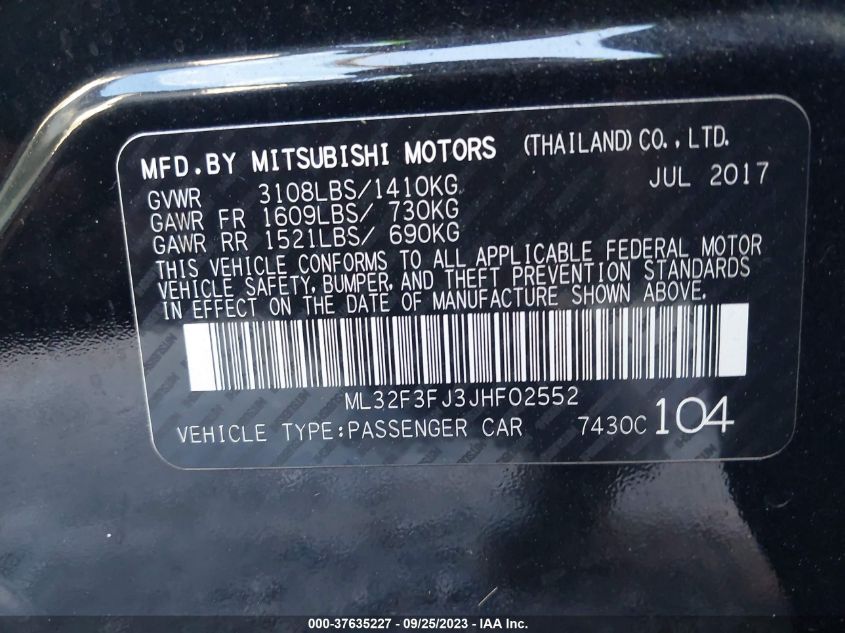 MFD.BY MITSUBISHI MOTORS (THAILAND)CO.,LTD.
JUL 2017
GVWR 3108LBS/1410KG
GAWR FR 1609LBS/ 730KG
GAWR RR 1521LBS/ 690KG
THIS VEHICLE CONFORMS TO ALL APPLICABLE FEDERAL MOTOR
VEHICLE SAFETY, BUMPER, AND THEFT PREVENTION STANDARDS
IN EFFECT ON THE DATE OF MANUFACTURE SHOWN ABOVE.
ML32F3FJ3JHF02552
VEHICLE TYPE:PASSENGER CAR 7430C 104
000-37635227 - 09/25/2023 - IAA Inc.